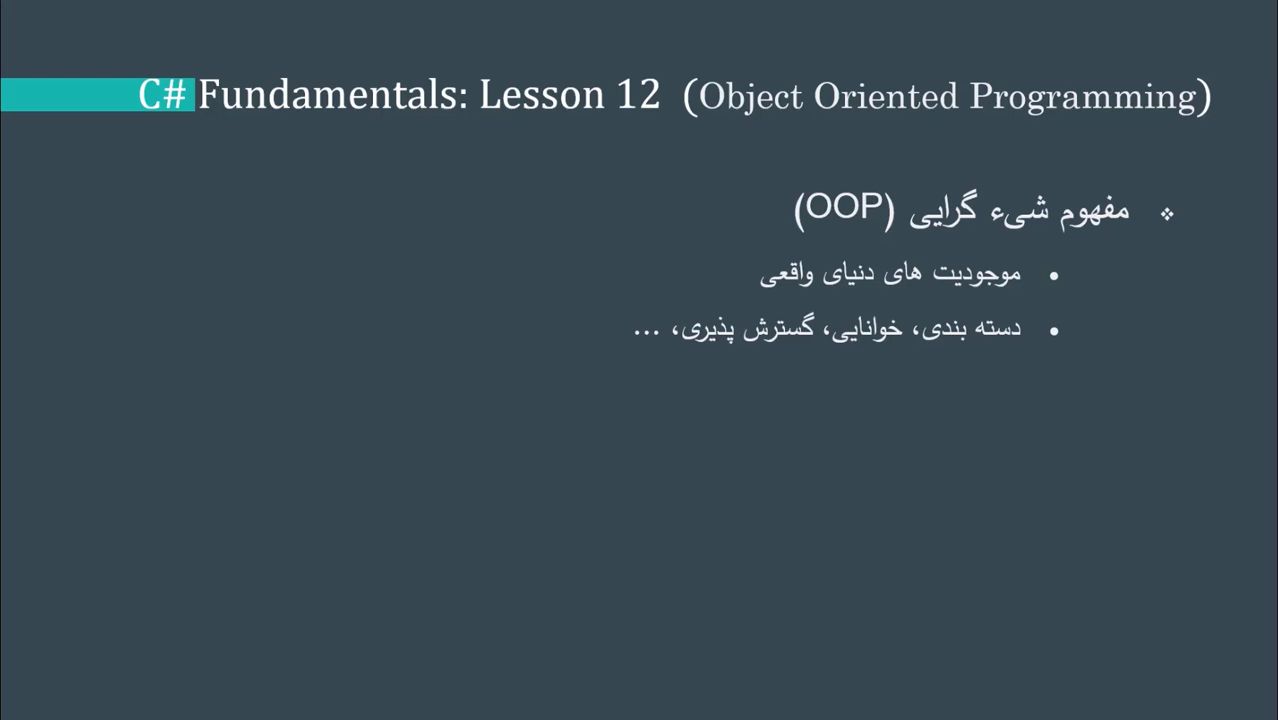 C# Fundamentals: Lesson 12 (Object Oriented Programming)
مفهوم شیء گرایی (OOP)
موجودیت های دنیای واقعی
دسته بندی، خوانایی، گسترش پذیری، ...